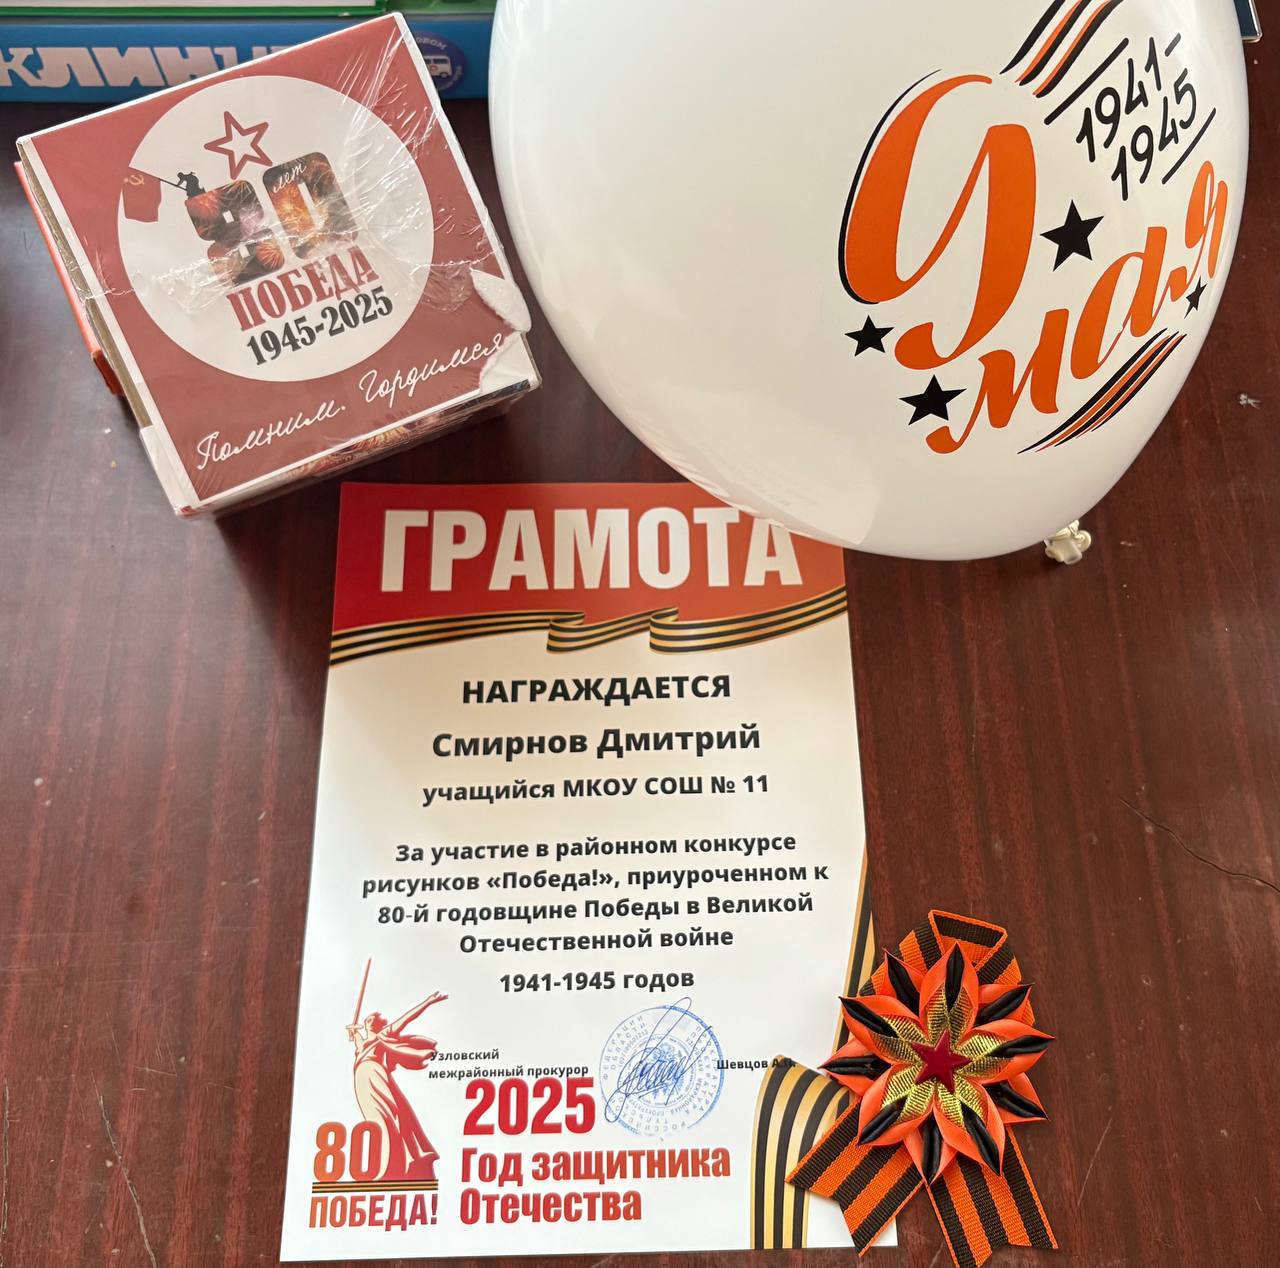 80 лет
ПОБЕДА
1945-2025
Помним. Гордимся
1941-
1945
9
мая
ГРАМОТА
НАГРАЖДАЕТСЯ
Смирнов Дмитрий
учащийся МКОУ СОШ № 11
За участие в районном конкурсе
рисунков «Победа!», приуроченном к
80-й годовщине Победы в Великой
Отечественной войне
1941-1945 годов
Узловский
межрайонный прокурор
Шевцов
2025
Год защитника
Отечества
80
ПОБЕДА!